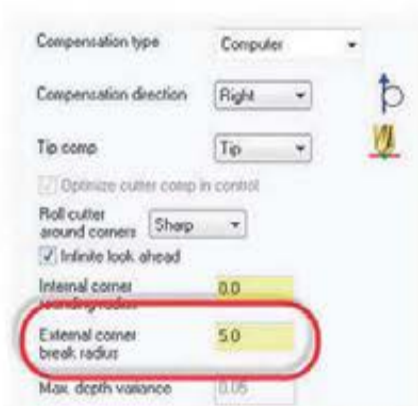 Compensation type Computer
Compensation direction Right
Tip comp Tip
Optimize cutter comp in control
Roll cutter
around corners Sharp
Infinite look ahead
Internal corner
rounding radius 0.0
External corner
break radius 5.0
Max. depth variance 0.05